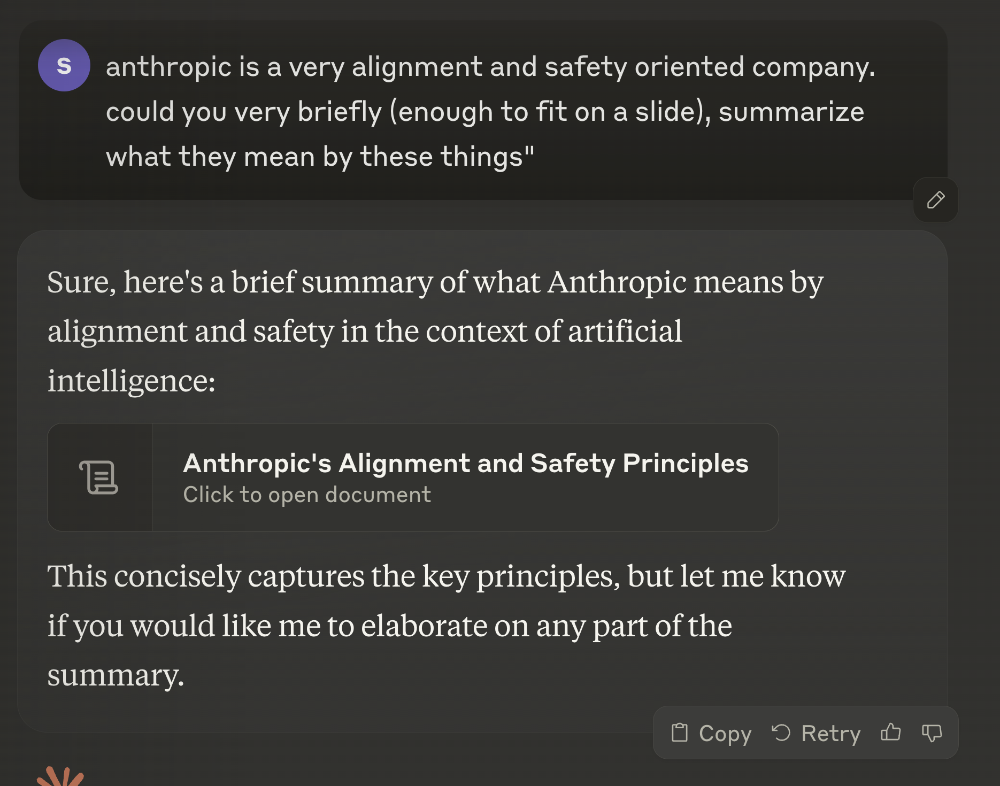 S
anthropic is a very alignment and safety oriented company.
could you very briefly (enough to fit on a slide), summarize
what they mean by these things"
Sure, here's a brief summary of what Anthropic means by
alignment and safety in the context of artificial
intelligence:
Anthropic's Alignment and Safety Principles
Click to open document
This concisely captures the key principles, but let me know
if you would like me to elaborate on any part of the
summary.
Copy Retry